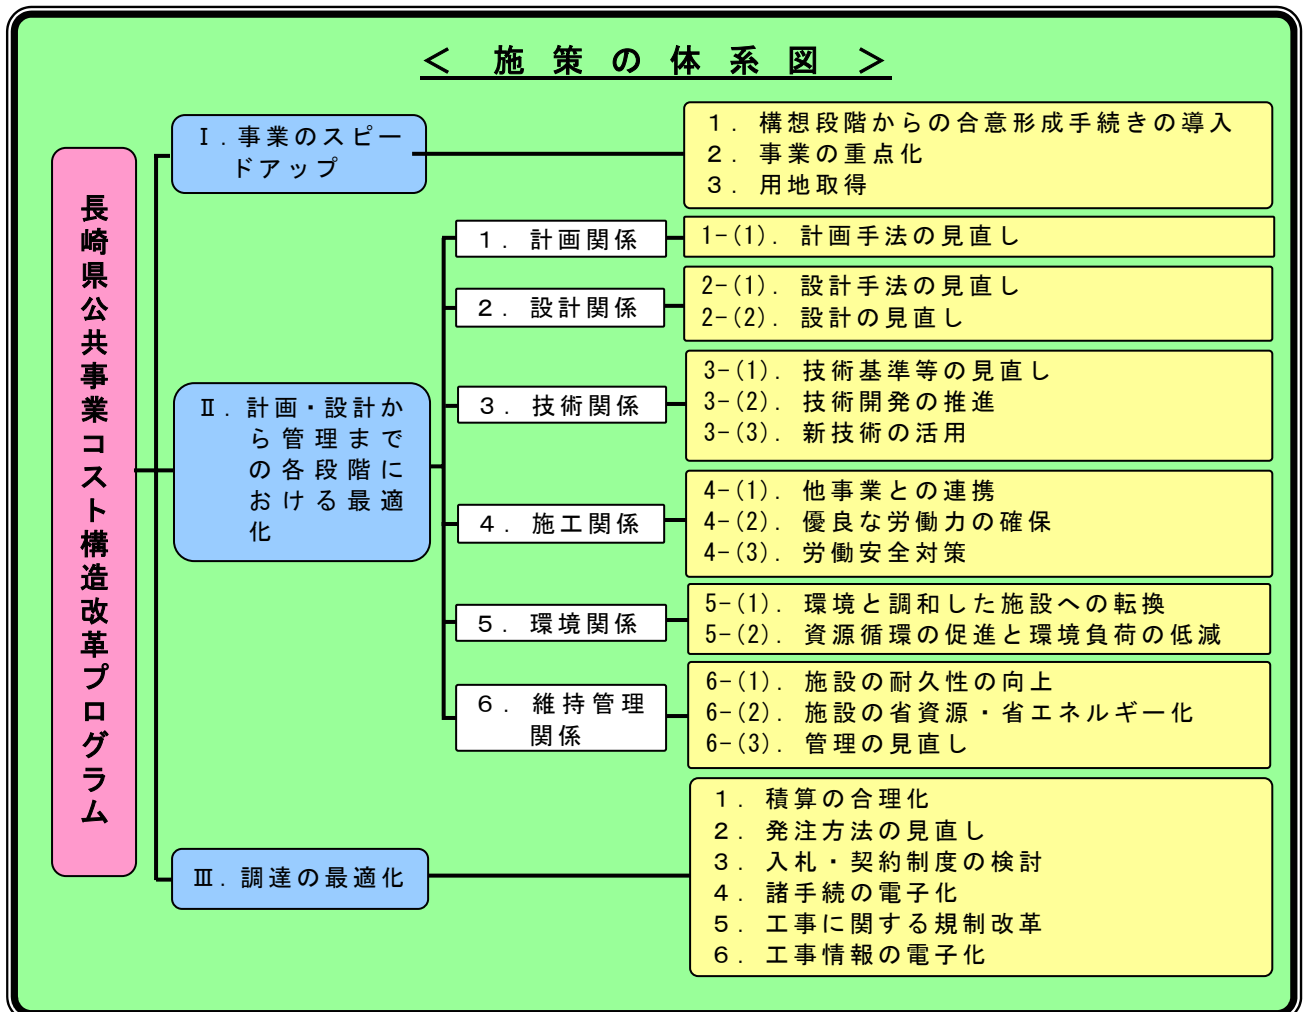 ＜ 施策の体系図 ＞
長崎県公共事業コスト構造改革プログラム
Ⅰ．事業のスピー
ドアップ
1． 構想段階からの合意形成手続きの導入
2． 事業の重点化
3． 用地取得
Ⅱ．計画・設計か
ら管理まで
の各段階に
おける最適
化
1． 計画関係
1-(1)． 計画手法の見直し
2． 設計関係
2-(1)． 設計手法の見直し
2-(2)． 設計の見直し
3． 技術関係
3-(1)． 技術基準等の見直し
3-(2)． 技術開発の推進
3-(3)． 新技術の活用
4． 施工関係
4-(1)． 他事業との連携
4-(2)． 優良な労働力の確保
4-(3)． 労働安全対策
5． 環境関係
5-(1)． 環境と調和した施設への転換
5-(2)． 資源循環の促進と環境負荷の低減
6． 維持管理
関係
6-(1)． 施設の耐久性の向上
6-(2)． 施設の省資源・省エネルギー化
6-(3)． 管理の見直し
Ⅲ．調達の最適化
1． 積算の合理化
2． 発注方法の見直し
3． 入札・契約制度の検討
4． 諸手続の電子化
5． 工事に関する規制改革
6． 工事情報の電子化